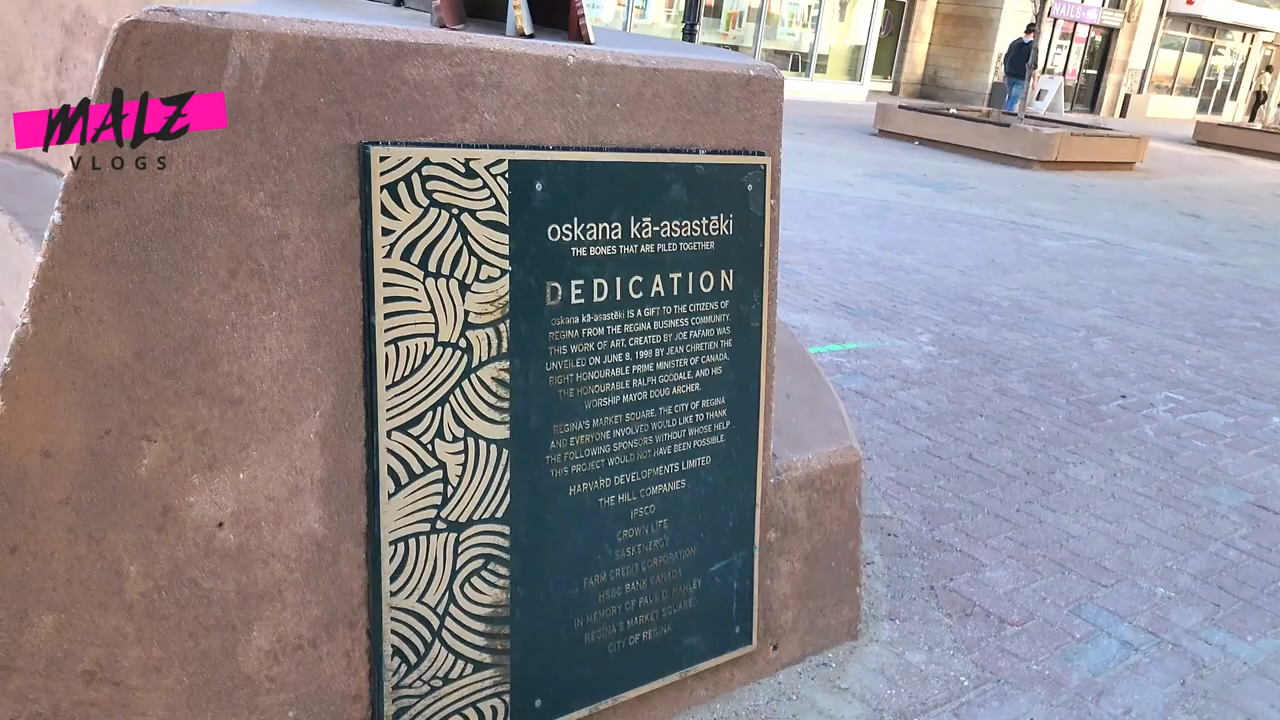 MALZ
VLOGS
NAILS
oskana kā-asastēki
THE BONES THAT ARE PILED TOGETHER
DEDICATION
oskana kā-asastēki IS A GIFT TO THE CITIZENS OF
REGINA FROM THE REGINA BUSINESS COMMUNITY.
THIS WORK OF ART, CREATED BY JOE FAFARD WAS
UNVEILED ON JUNE 8, 1998 BY JEAN CHRETIEN THE
RIGHT HONOURABLE PRIME MINISTER OF CANADA,
THE HONOURABLE RALPH GOODALE, AND HIS
WORSHIP MAYOR DOUG ARCHER.
REGINA'S MARKET SQUARE, THE CITY OF REGINA
AND EVERYONE INVOLVED WOULD LIKE TO THANK
THE FOLLOWING SPONSORS WITHOUT WHOSE HELP
THIS PROJECT WOULD NOT HAVE BEEN POSSIBLE.
HARVARD DEVELOPMENTS LIMITED
THE HILL COMPANIES
IPSCO
CROWN LIFE
SASKENERGY
FARM CREDIT CORPORATION
HSBC BANK CANADA
IN MEMORY OF PAUL D. HANLEY
REGINA'S MARKET SQUARE
CITY OF REGINA